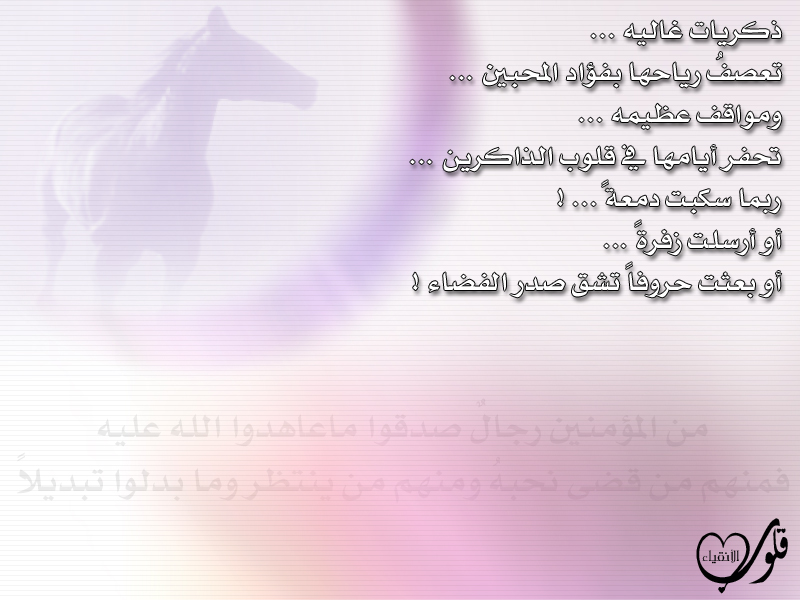 ذكريات غاليه ...
تعصفُ رياحها بفؤاد المحبين ...
ومواقف عظيمه ...
تحفر أيامها في قلوب الذاكرين ...
ربما سكبت دمعةً ... !
أو أرسلت زفرةً ...
أو بعثت حروفاً تشق صدر الفضاء !
من المؤمنين رجالٌ صدقوا ماعاهدوا الله عليه
فمنهم من قضى نحبهُ ومنهم من ينتظر وما بدلوا تبديلاً
قلوب
الأنقياء